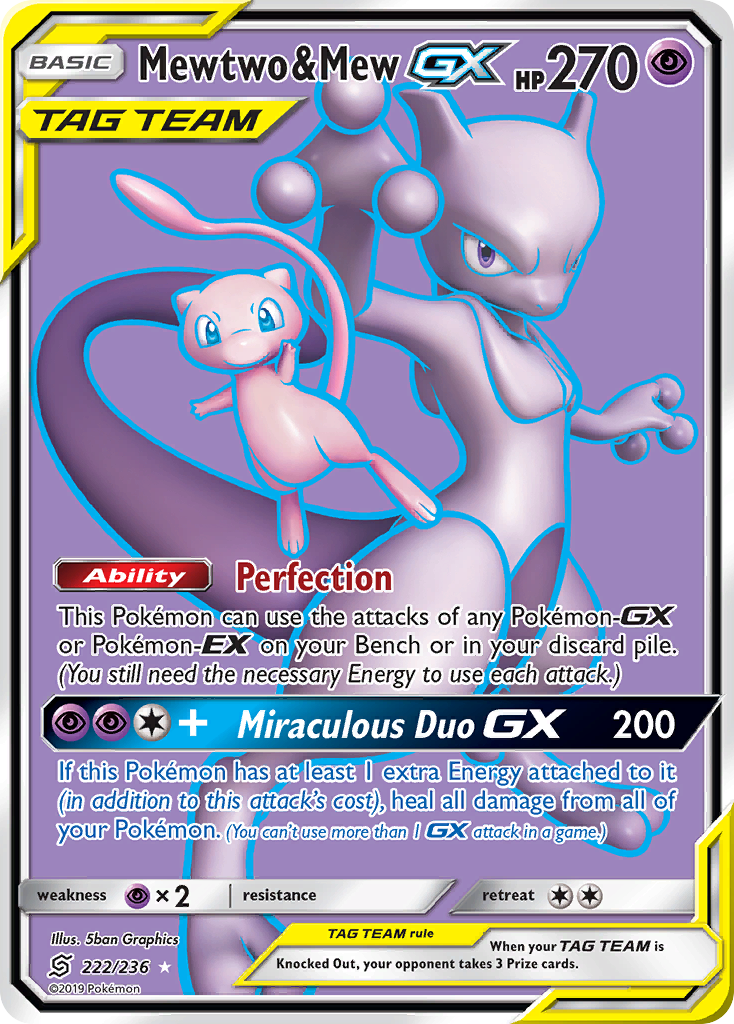 BASIC Mewtwo&Mew GX HP270
TAG TEAM
Ability Perfection
This Pokémon can use the attacks of any Pokémon-GX
or Pokémon-EX on your Bench or in your discard pile.
(You still need the necessary Energy to use each attack.)
+ Miraculous Duo GX 200
If this Pokémon has at least 1 extra Energy attached to it
(in addition to this attack's cost), heal all damage from all of
your Pokémon. (You can't use more than 1 GX attack in a game.)
weakness ×2 resistance retreat
Illus. 5ban Graphics
222/236
©2019 Pokémon
TAG TEAM rule
When your TAG TEAM is
Knocked Out, your opponent takes 3 Prize cards.